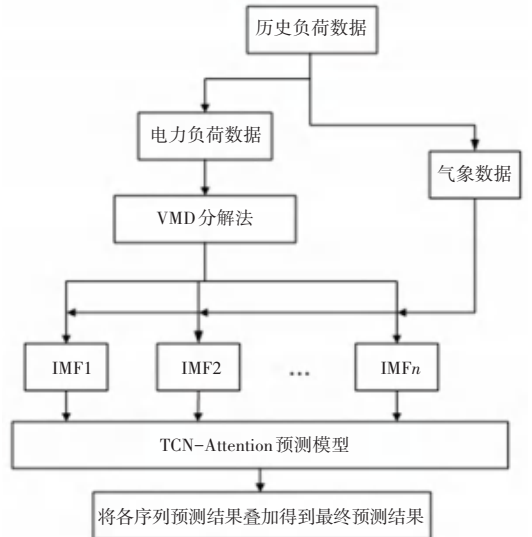 历史负荷数据
电力负荷数据
气象数据
VMD分解法
IMF1
IMF2
…
IMFn
TCN-Attention预测模型
将各序列预测结果叠加得到最终预测结果